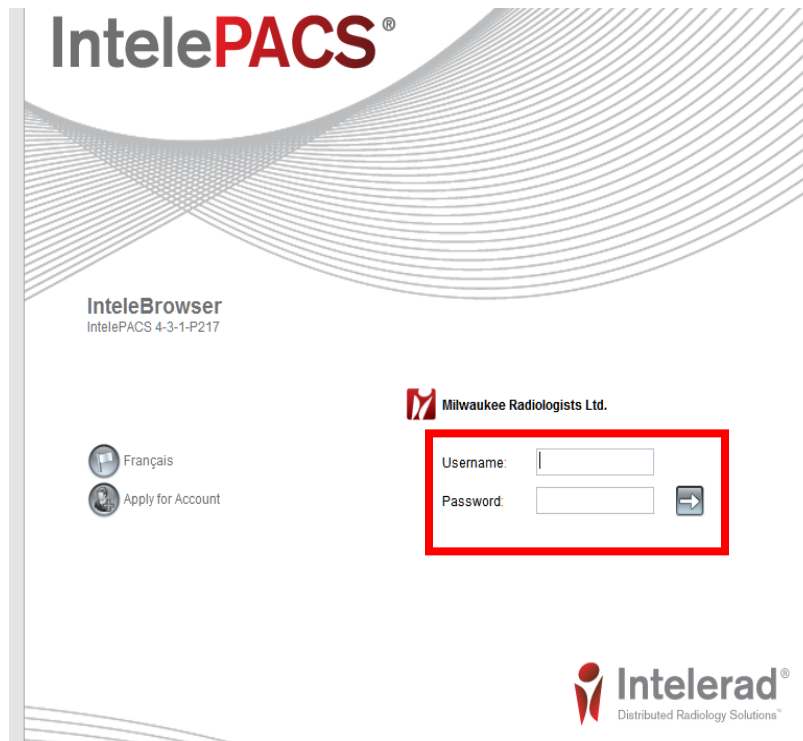 IntelePACS®
InteleBrowser
IntelePACS 4-3-1-P217
Milwaukee Radiologists Ltd.
Français
Username:
Apply for Account
Password:
Intelerad®
Distributed Radiology Solutions™